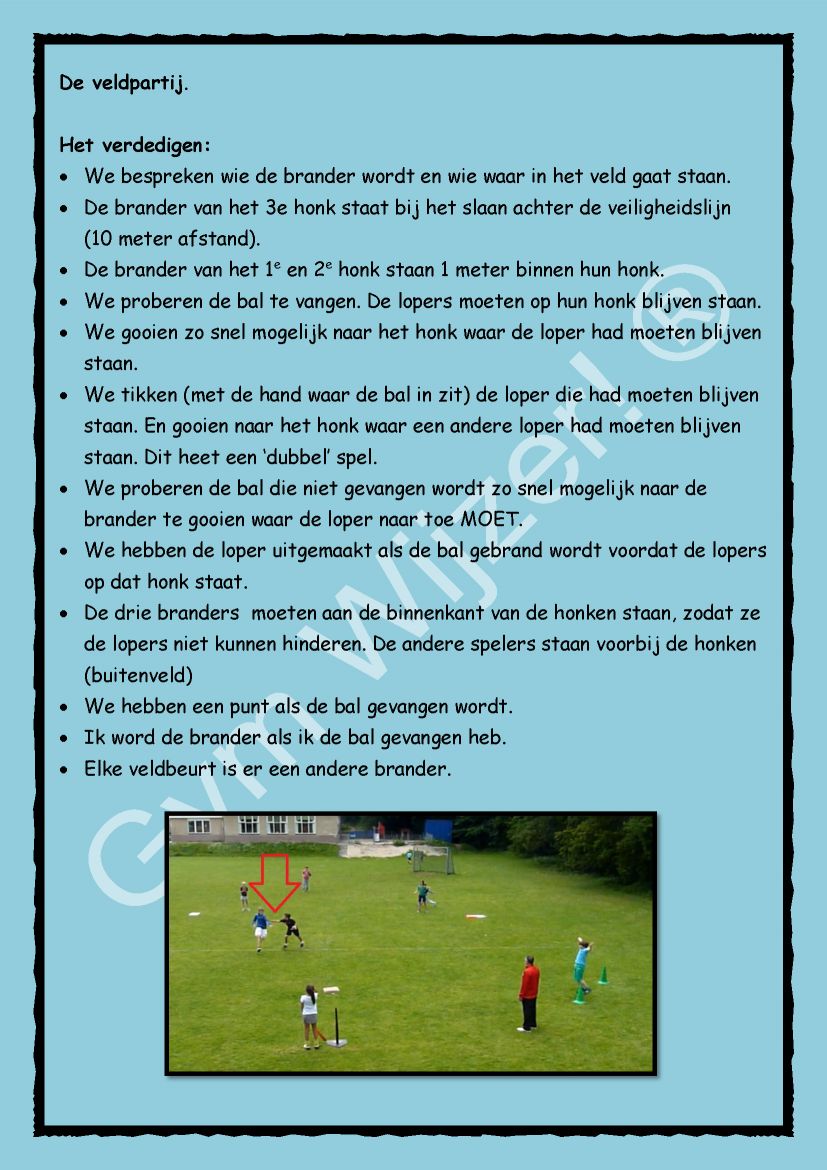 De veldpartij.
Het verdedigen:
• We bespreken wie de brander wordt en wie waar in het veld gaat staan.
• De brander van het 3e honk staat bij het slaan achter de veiligheidslijn
(10 meter afstand).
• De brander van het 1e en 2e honk staan 1 meter binnen hun honk.
• We proberen de bal te vangen. De lopers moeten op hun honk blijven staan.
• We gooien zo snel mogelijk naar het honk waar de loper had moeten blijven
staan.
• We tikken (met de hand waar de bal in zit) de loper die had moeten blijven
staan. En gooien naar het honk waar een andere loper had moeten blijven
staan. Dit heet een ‘dubbel’ spel.
• We proberen de bal die niet gevangen wordt zo snel mogelijk naar de
brander te gooien waar de loper naar toe MOET.
• We hebben de loper uitgemaakt als de bal gebrand wordt voordat de lopers
op dat honk staat.
• De drie branders  moeten aan de binnenkant van de honken staan, zodat ze
de lopers niet kunnen hinderen. De andere spelers staan voorbij de honken
(buitenveld)
• We hebben een punt als de bal gevangen wordt.
• Ik word de brander als ik de bal gevangen heb.
• Elke veldbeurt is er een andere brander.
Gym Wijzer! ®